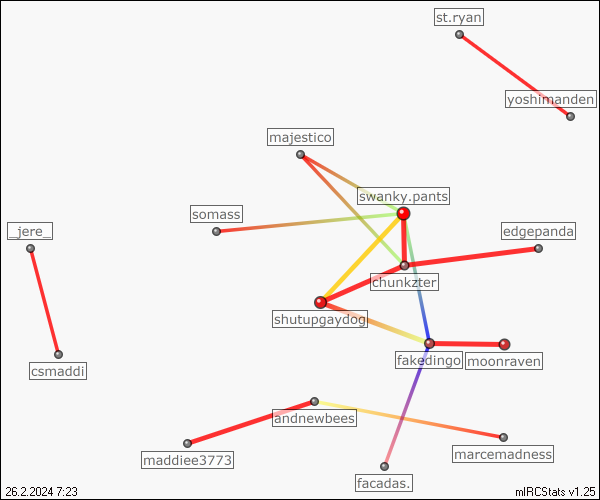 st.ryan
yoshimanden
majestico
swanky.pants
somass
_jere_
edgepanda
chunkzter
shutupgaydog
fakedingo
moonraven
csmaddi
andnewbees
maddiee3773
marcemadness
facadas.
26.2.2024 7:23
mIRCStats v1.25